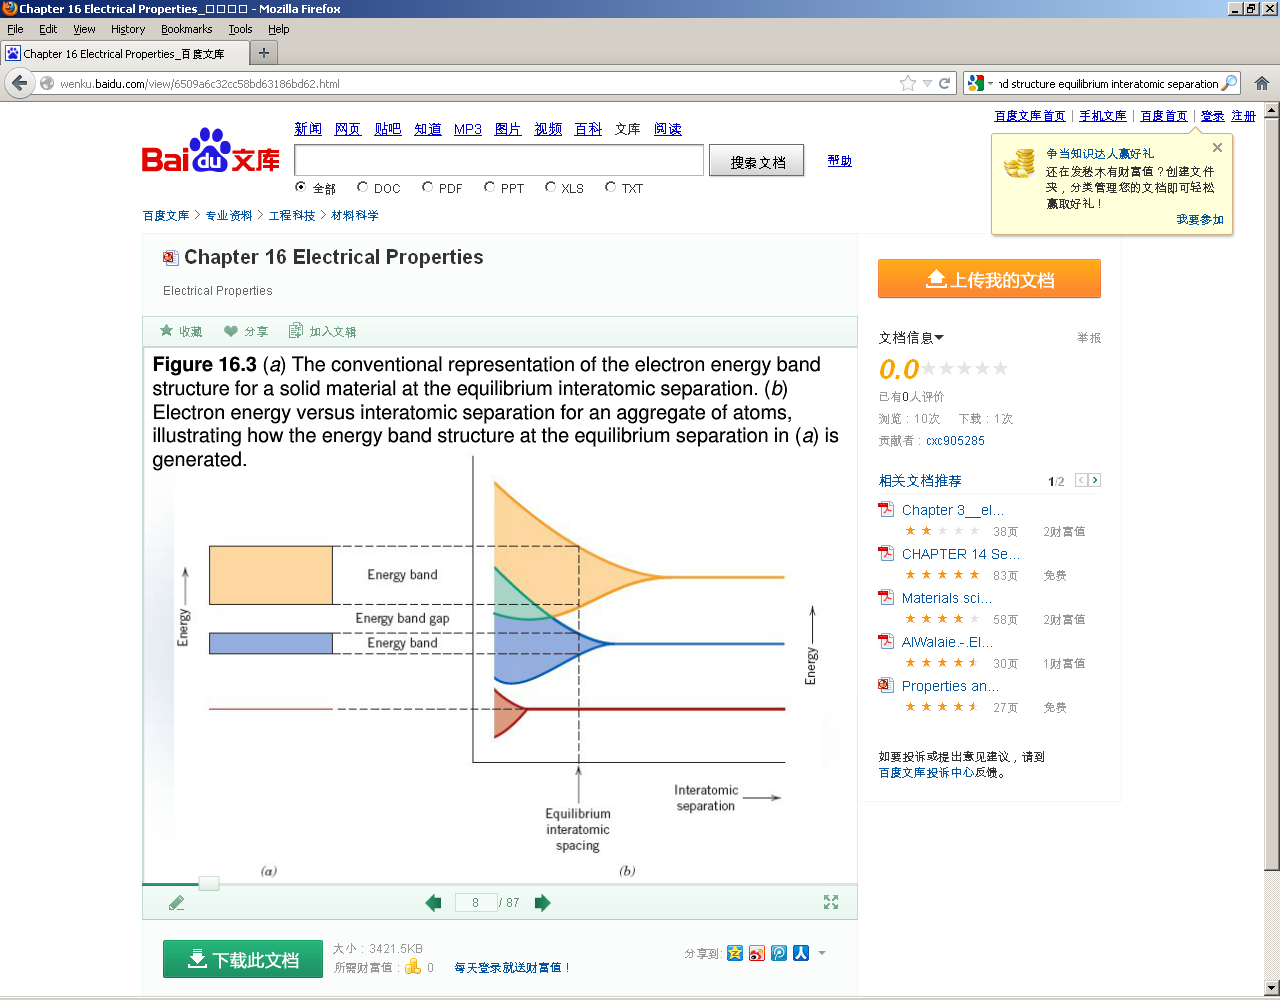 Chapter 16 Electrical Properties_□□□□ - Mozilla Firefox
File Edit View History Bookmarks Tools Help
Chapter 16 Electrical Properties_百度文库
wenku.baidu.com/view/6509a6c32cc58bd63186bd62.html
nd structure equilibrium interatomic separation
百度文库首页 | 手机文库 | 百度首页 | 登录 注册
新闻 网页 贴吧 知道 MP3 图片 视频 百科 文库 阅读
Bai du 文库
搜索文档
帮助
全部 DOC PDF PPT XLS TXT
争当知识达人赢好礼
还在发愁木有财富值？创建文件
夹，分类管理您的文档即可轻松
赢取好礼！
我要参加
百度文库 > 专业资料 > 工程科技 > 材料科学
Chapter 16 Electrical Properties
Electrical Properties
收藏 分享 加入文辑
Figure 16.3 (a) The conventional representation of the electron energy band
structure for a solid material at the equilibrium interatomic separation. (b)
Electron energy versus interatomic separation for an aggregate of atoms,
illustrating how the energy band structure at the equilibrium separation in (a) is
generated.
Energy
Energy band
Energy band gap
Energy band
Energy
Interatomic
separation
Equilibrium
interatomic
spacing
(a)
(b)
8 / 87
下载此文档
大小：3421.5KB
所需财富值： 0 每天登录就送财富值！
分享到:
上传我的文档
文档信息 举报
0.0
已有0人评价
浏览：10次 下载：1次
贡献者：cxc905285
相关文档推荐 1/2
Chapter 3__el...
38页 2财富值
CHAPTER 14 Se...
83页 免费
Materials sci...
58页 2财富值
AlWalaie.-.El...
30页 1财富值
Properties an...
27页 免费
如要投诉或提出意见建议，请到
百度文库投诉中心反馈。